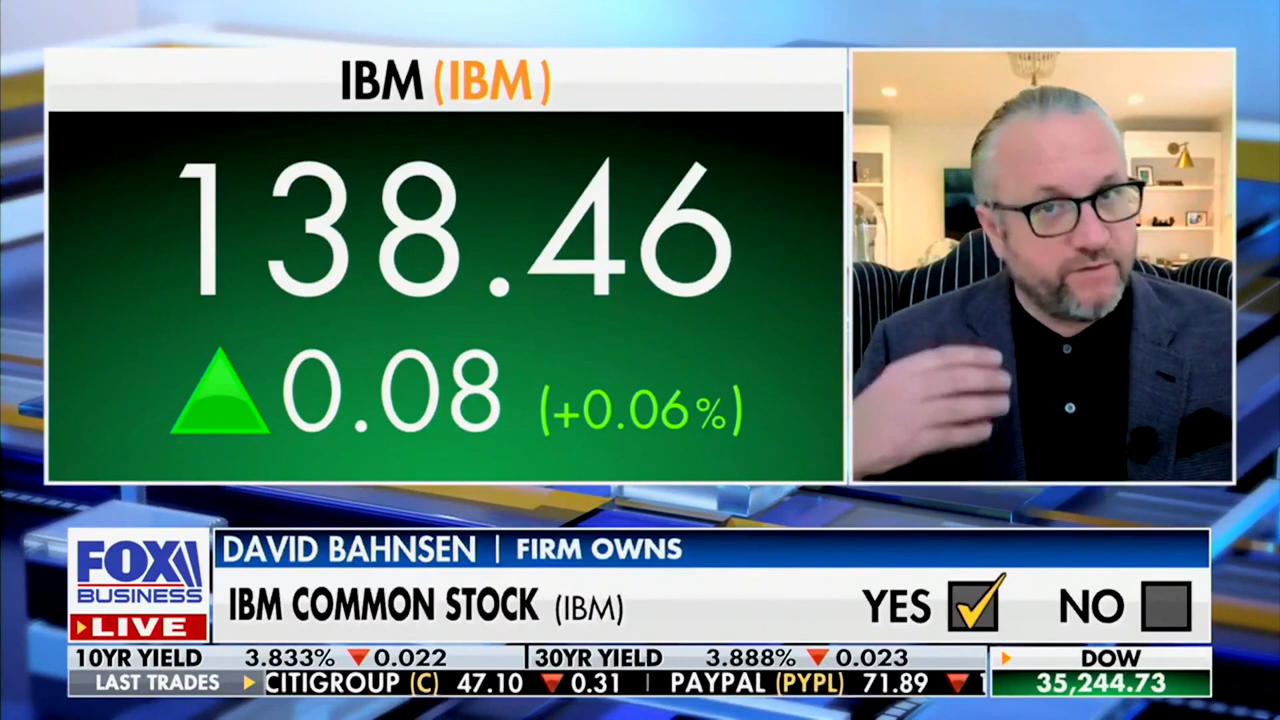 IBM (IBM)
138.46
▲0.08 (+0.06%)
DAVID BAHNSEN | FIRM OWNS
FOX
BUSINESS
LIVE
IBM COMMON STOCK (IBM) YES NO
10YR YIELD 3.833% ▼0.022 | 30YR YIELD 3.888% ▼0.023
DOW
LAST TRADES CITIGROUP (C) 47.10 ▼0.31 | PAYPAL (PYPL) 71.89 ▼
35,244.73